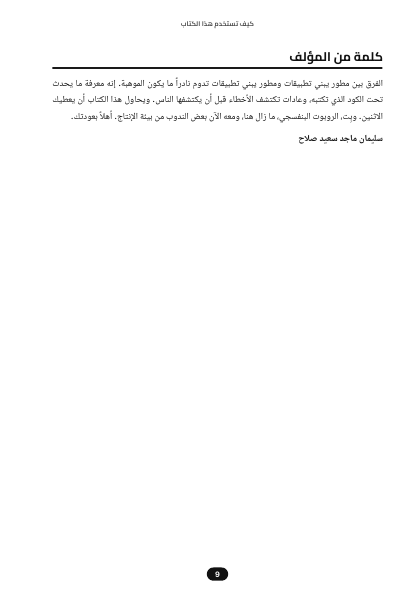 كيف تستخدم هذا الكتاب
كلمة من المؤلف
الفرق بين مطور يبني تطبيقات ومطور يبني تطبيقات تدوم نادراً ما يكون الموهبة. إنه معرفة ما يحدث
تحت الكود الذي تكتبه، وعادات تكتشف الأخطاء قبل أن يكتشفها الناس. ويحاول هذا الكتاب أن يعطيك
الاثنين. وبِت، الروبوت البنفسجي، ما زال هنا، ومعه الآن بعض الندوب من بيئة الإنتاج. أهلاً بعودتك.
سليمان ماجد سعيد صلاح
9